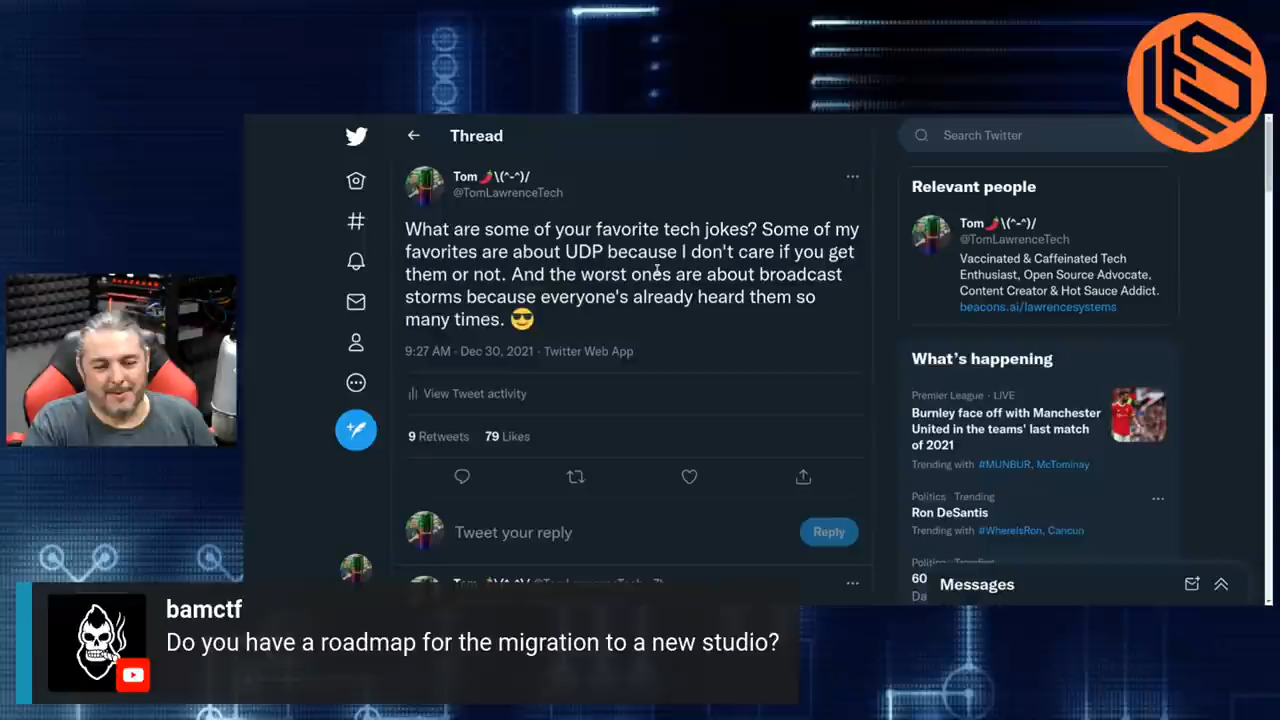 Thread
Search Twitter
Tom🌶️\(^-^)/
@TomLawrenceTech
What are some of your favorite tech jokes? Some of my
favorites are about UDP because I don't care if you get
them or not. And the worst ones are about broadcast
storms because everyone's already heard them so
many times. 😎
9:27 AM · Dec 30, 2021 · Twitter Web App
View Tweet activity
9 Retweets 79 Likes
Tweet your reply
Reply
Relevant people
Tom🌶️\(^-^)/
@TomLawrenceTech
Vaccinated & Caffeinated Tech
Enthusiast, Open Source Advocate,
Content Creator & Hot Sauce Addict.
beacons.ai/lawrencesystems
What's happening
Premier League · LIVE
Burnley face off with Manchester
United in the teams' last match
of 2021
Trending with #MUNBUR, McTominay
Politics · Trending
Ron DeSantis
Trending with #WhereIsRon, Cancun
60
Messages
bamctf
Do you have a roadmap for the migration to a new studio?